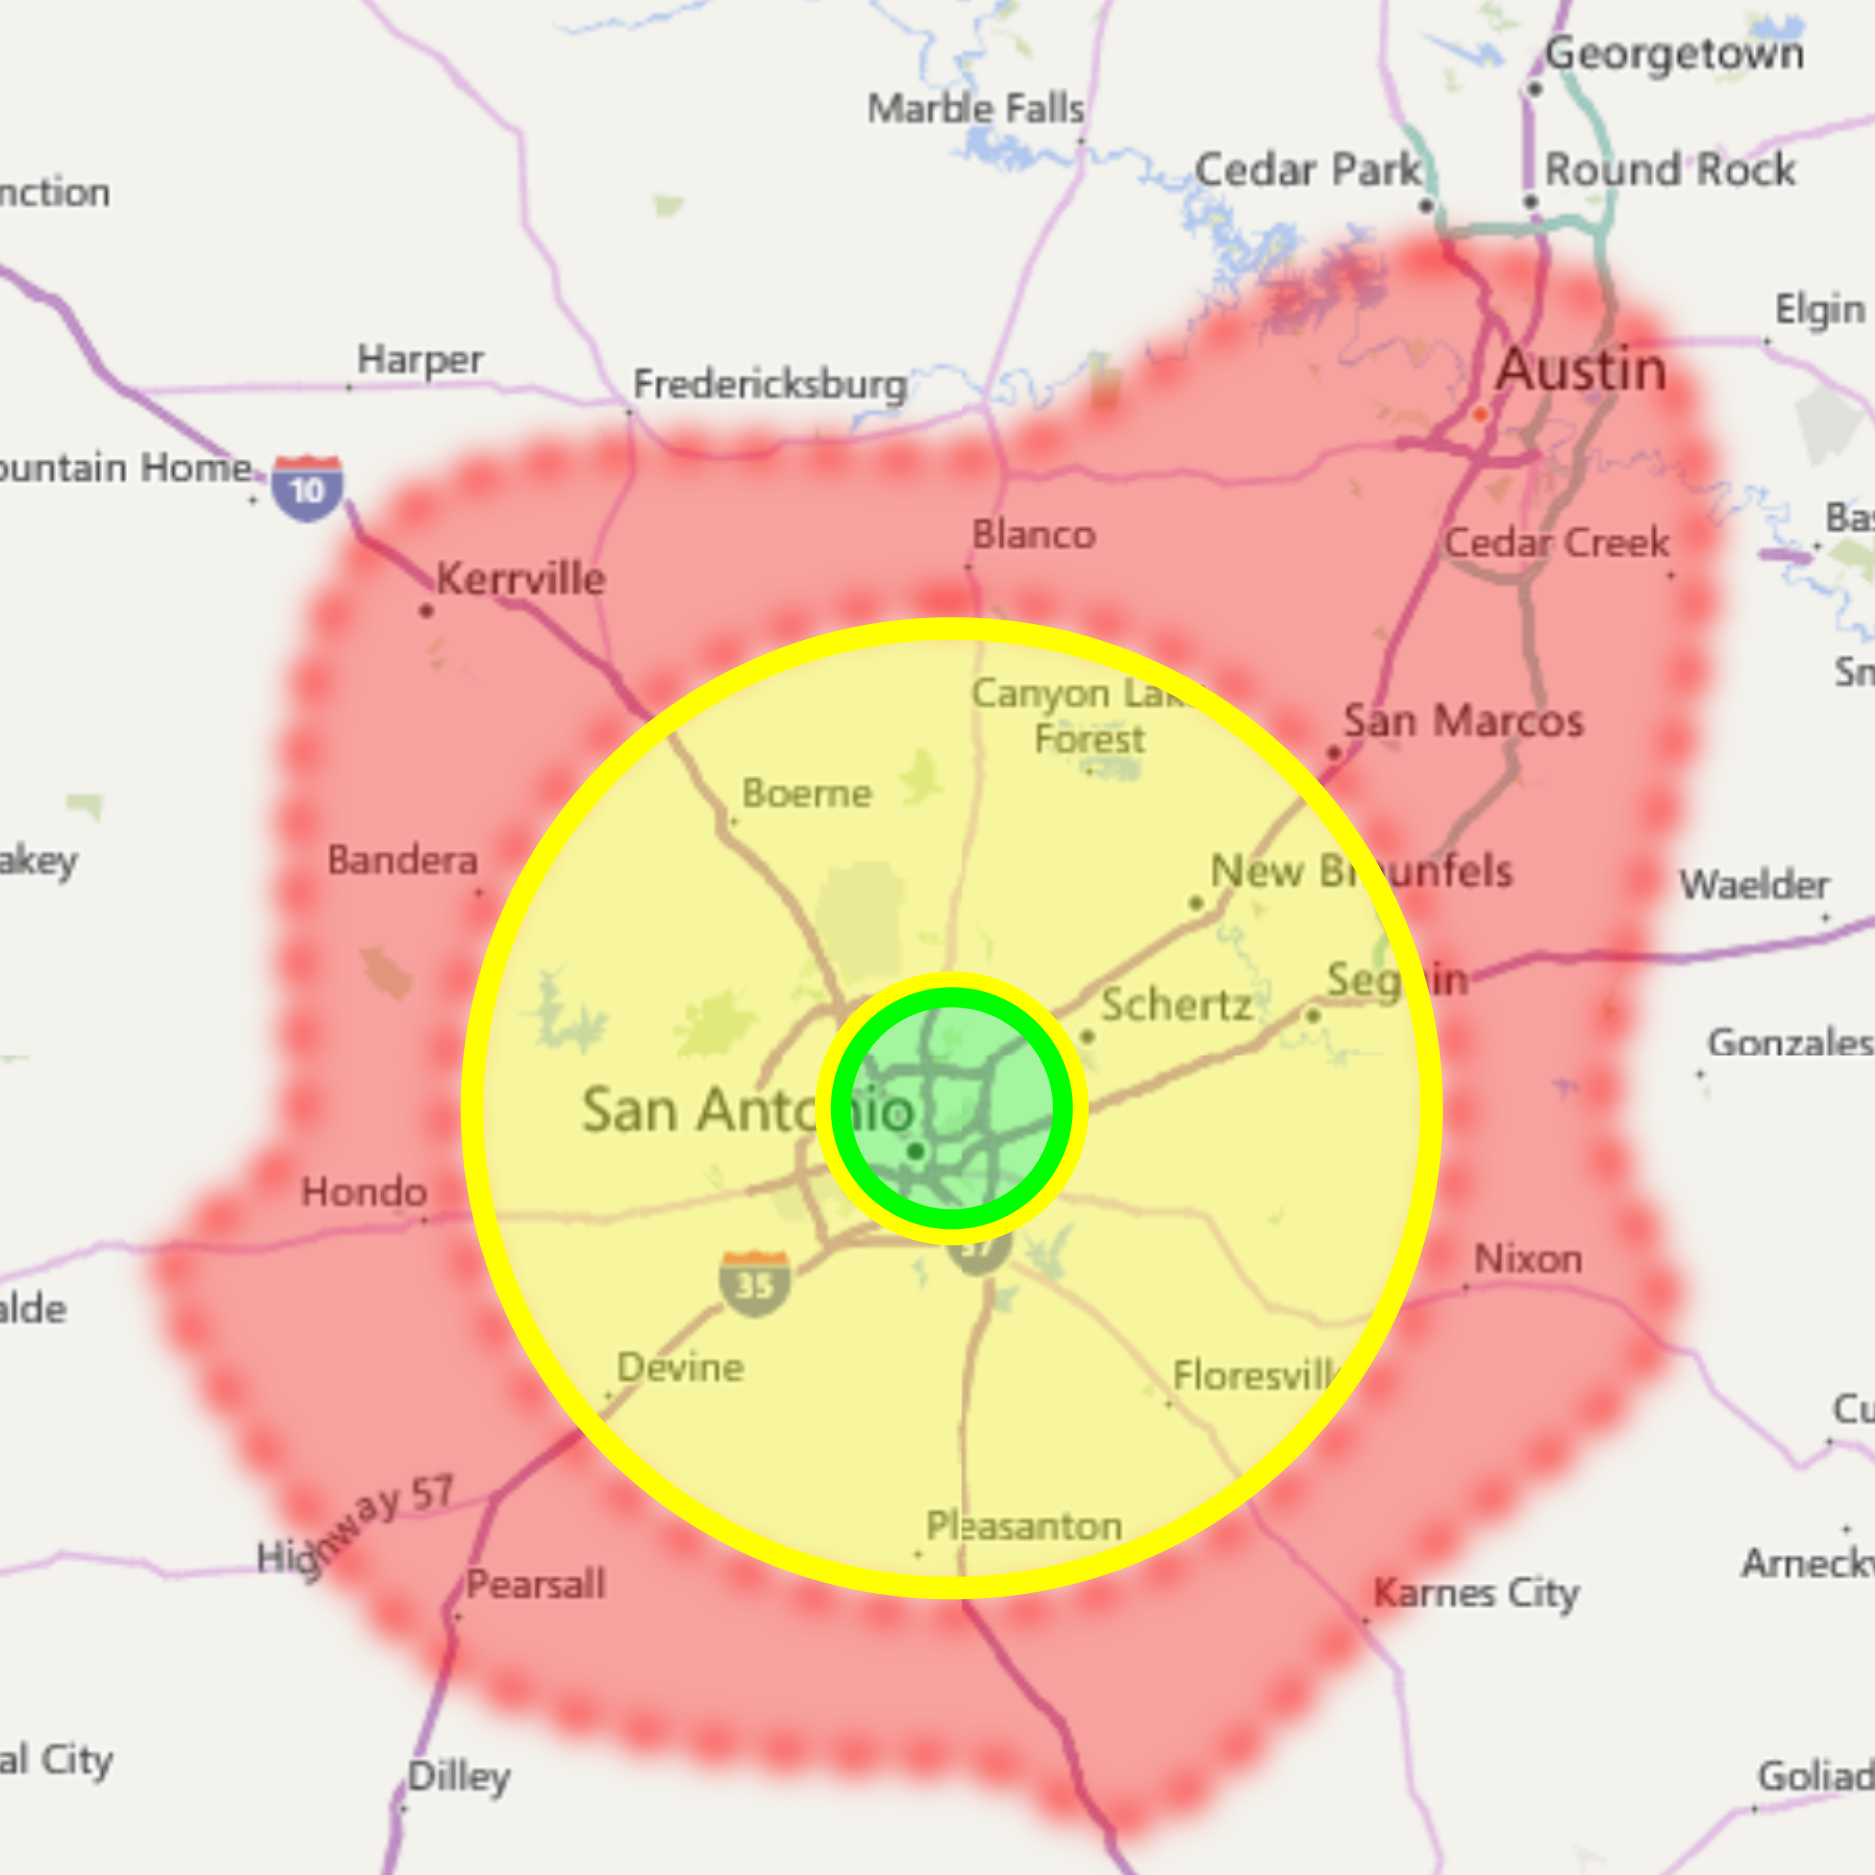 Georgetown
Marble Falls
Cedar Park
Round Rock
nction
Elgin
Harper
Fredericksburg
Austin
ountain Home
10
Bas
Blanco
Cedar Creek
Kerrville
Sm
Canyon Lak
Forest
San Marcos
Boerne
akey
Bandera
New Braunfels
Waelder
Seguin
Schertz
Gonzales
San Antonio
Hondo
37
Nixon
35
alde
Devine
Floresvill
Cu
Highway 57
Pleasanton
Pearsall
Karnes City
Arneckv
al City
Dilley
Goliad